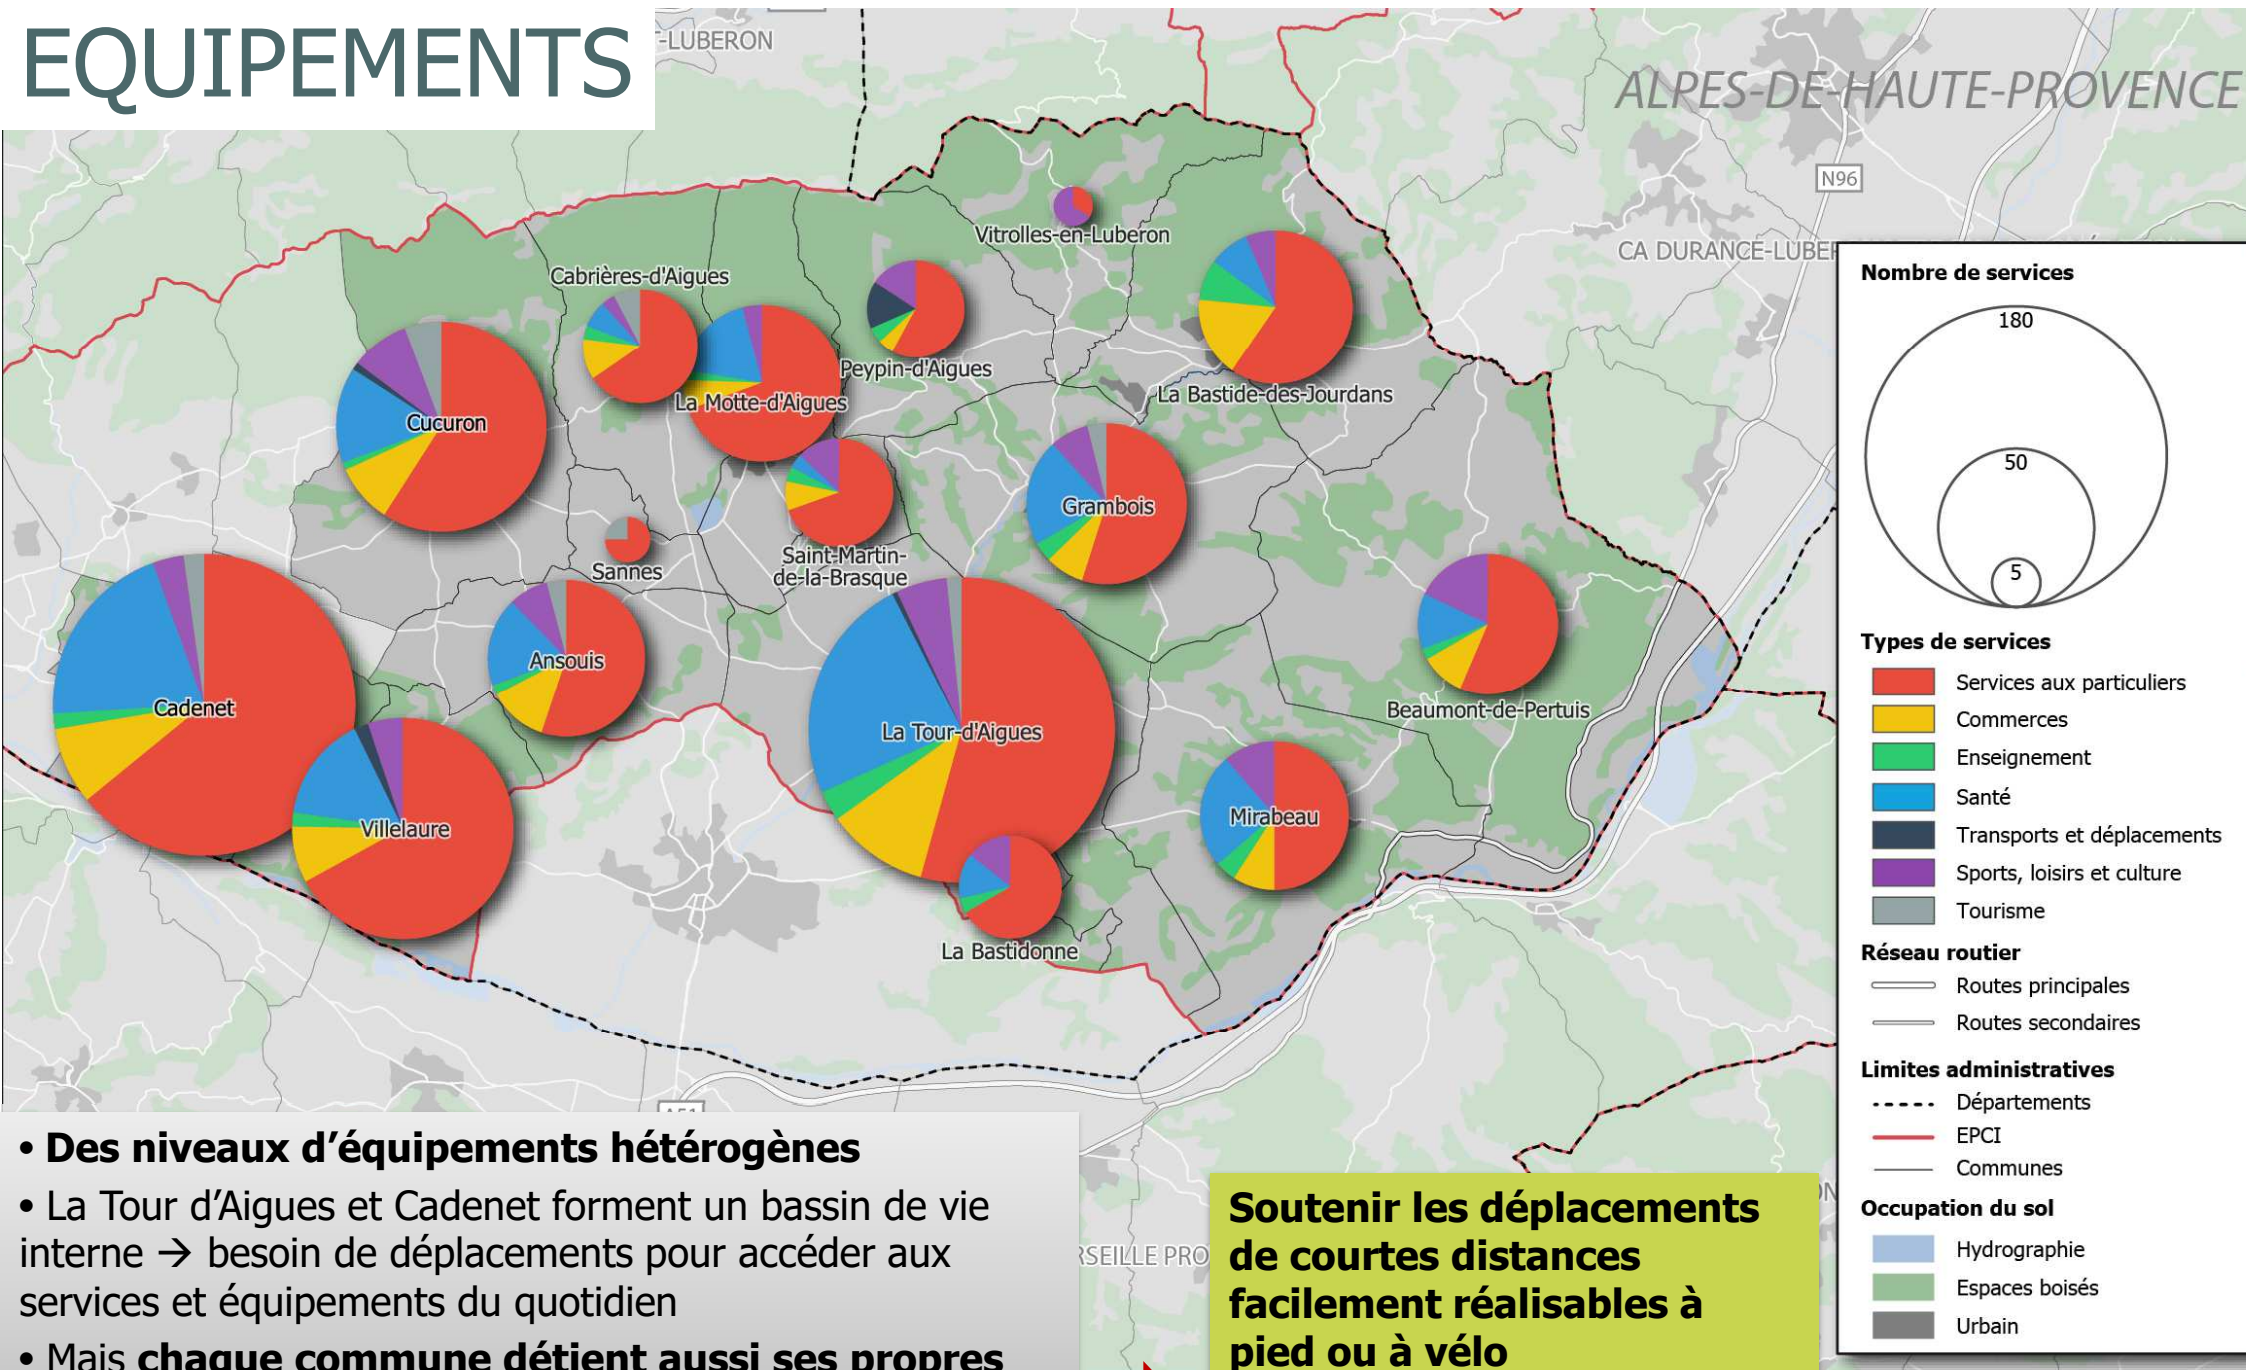 EQUIPEMENTS
-LUBERON
ALPES-DE-HAUTE-PROVENCE
N96
Vitrolles-en-Luberon
CA DURANCE-LUBE
Cabrières-d'Aigues
Peypin-d'Aigues
La Bastide-des-Jourdans
La Motte-d'Aigues
Cucuron
Grambois
Saint-Martin-
de-la-Brasque
Sannes
Ansouis
Cadenet
La Tour-d'Aigues
Beaumont-de-Pertuis
Villelaure
Mirabeau
La Bastidonne
Nombre de services
180
50
5
Types de services
Services aux particuliers
Commerces
Enseignement
Santé
Transports et déplacements
Sports, loisirs et culture
Tourisme
Réseau routier
Routes principales
Routes secondaires
Limites administratives
Départements
EPCI
Communes
Occupation du sol
Hydrographie
Espaces boisés
Urbain
• Des niveaux d’équipements hétérogènes
• La Tour d’Aigues et Cadenet forment un bassin de vie
interne → besoin de déplacements pour accéder aux
services et équipements du quotidien
• Mais chaque commune détient aussi ses propres
RSEILLE PRO
Soutenir les déplacements
de courtes distances
facilement réalisables à
pied ou à vélo